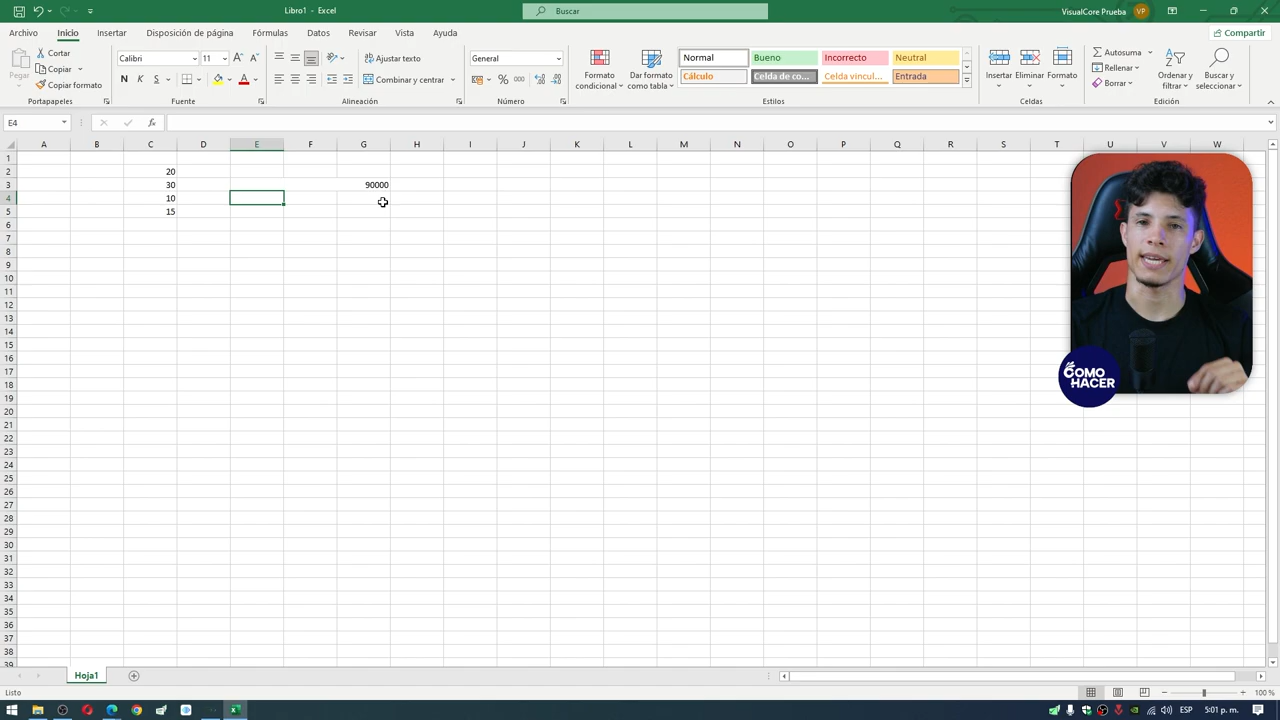 Libro1 - Excel
Buscar
VisualCore Prueba
VP
Archivo
Inicio
Insertar
Disposición de página
Fórmulas
Datos
Revisar
Vista
Ayuda
Compartir
Pegar
Cortar
Copiar
Copiar formato
Portapapeles
Calibri
11
N K S
Fuente
Ajustar texto
Combinar y centrar
Alineación
General
% 000
Número
Formato condicional
Dar formato como tabla
Normal
Bueno
Incorrecto
Neutral
Cálculo
Celda de co...
Celda vincul...
Entrada
Estilos
Insertar
Eliminar
Formato
Celdas
Autosuma
Rellenar
Borrar
Ordenar y filtrar
Buscar y seleccionar
Edición
E4
fx
A B C D E F G H I J K L M N O P Q R S T U V W
1
2 20
3 30 90000
4 10
5 15
6
7
8
9
10
11
12
13
14
15
16
17
18
19
20
21
22
23
24
25
26
27
28
29
30
31
32
33
34
35
36
37
38
39
COMO
HACER
Hoja1
Listo
100 %
ESP
5:01 p. m.